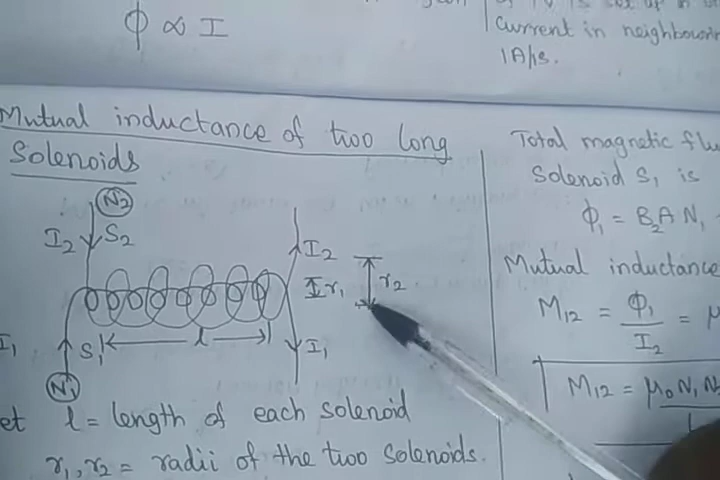 ϕ ∝ I
current in neighbouring
1A/s.
Mutual inductance of two long
Solenoids
N2
I2 S2
I2
r1 r2
l
I1 S1 I1
N1
l = length of each solenoid
r1, r2 = radii of the two solenoids.
Total magnetic
Solenoid S1 is
ϕ1 = B2 A N1
Mutual inductance
M12 = ϕ1 / I2 = μ
M12 = μ0 N1 N2